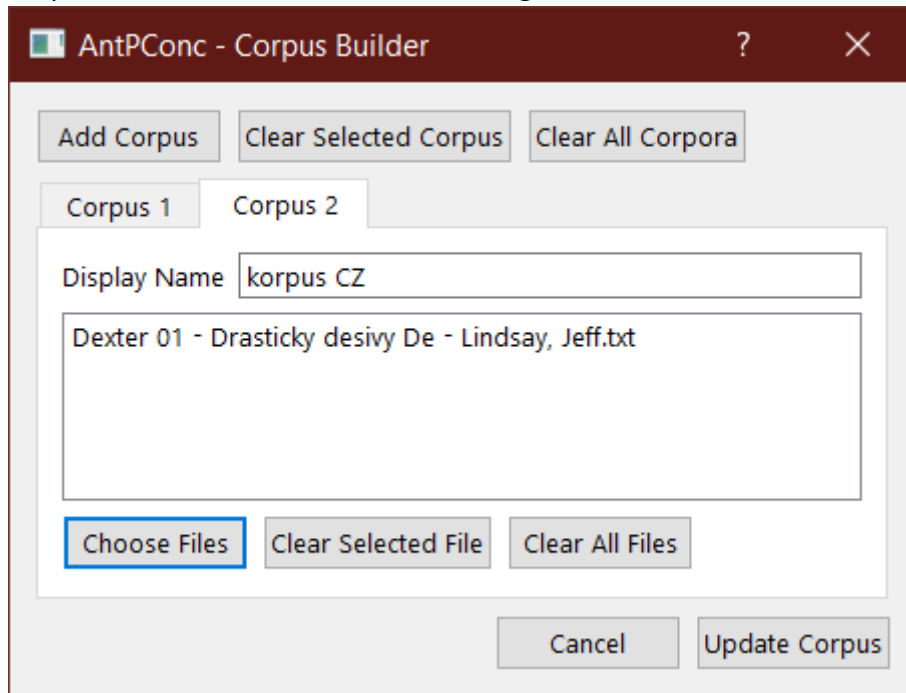 AntPConc - Corpus Builder ? ×
Add Corpus Clear Selected Corpus Clear All Corpora
Corpus 1 Corpus 2
Display Name korpus CZ
Dexter 01 - Drasticky desivy De - Lindsay, Jeff.txt
Choose Files Clear Selected File Clear All Files
Cancel Update Corpus